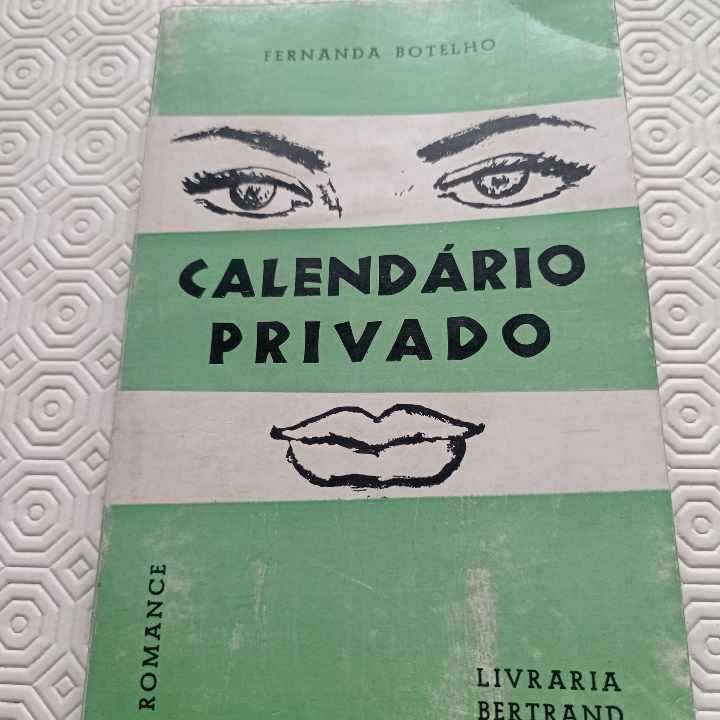 FERNANDA BOTELHO
CALENDÁRIO
PRIVADO
ROMANCE
LIVRARIA
BERTRAND